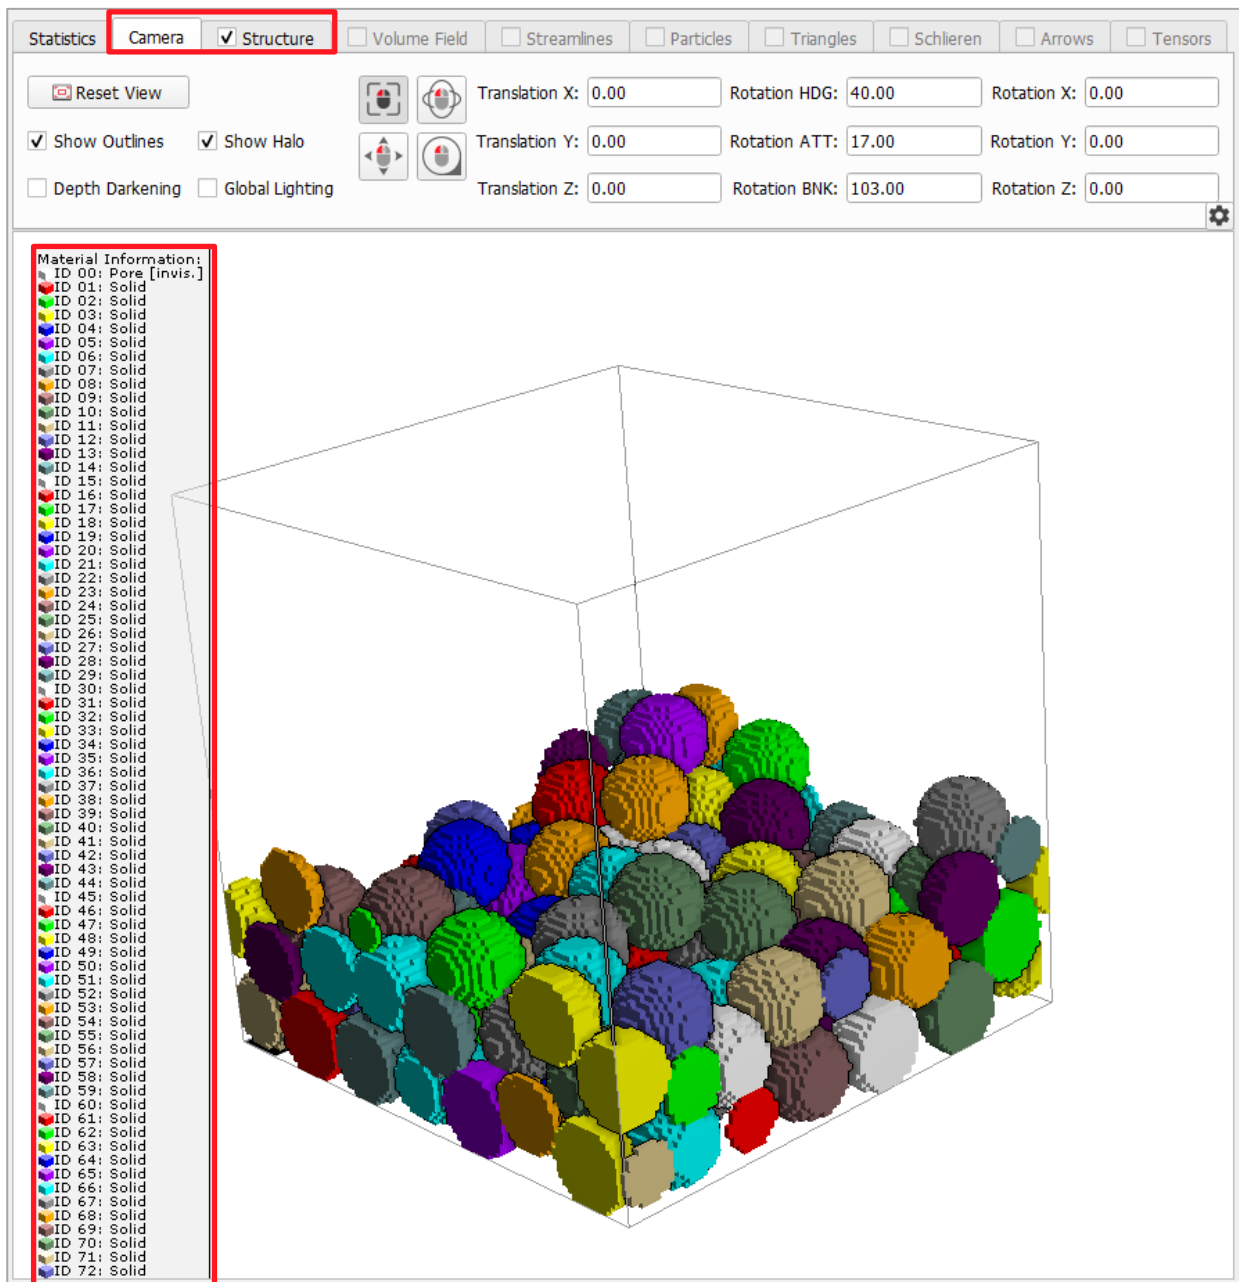 Statistics Camera Structure Volume Field Streamlines Particles Triangles Schlieren Arrows Tensors
Reset View Translation X: 0.00 Rotation HDG: 40.00 Rotation X: 0.00
Show Outlines Show Halo Translation Y: 0.00 Rotation ATT: 17.00 Rotation Y: 0.00
Depth Darkening Global Lighting Translation Z: 0.00 Rotation BNK: 103.00 Rotation Z: 0.00
Material Information:
ID 00: Pore [invis.]
ID 01: Solid
ID 02: Solid
ID 03: Solid
ID 04: Solid
ID 05: Solid
ID 06: Solid
ID 07: Solid
ID 08: Solid
ID 09: Solid
ID 10: Solid
ID 11: Solid
ID 12: Solid
ID 13: Solid
ID 14: Solid
ID 15: Solid
ID 16: Solid
ID 17: Solid
ID 18: Solid
ID 19: Solid
ID 20: Solid
ID 21: Solid
ID 22: Solid
ID 23: Solid
ID 24: Solid
ID 25: Solid
ID 26: Solid
ID 27: Solid
ID 28: Solid
ID 29: Solid
ID 30: Solid
ID 31: Solid
ID 32: Solid
ID 33: Solid
ID 34: Solid
ID 35: Solid
ID 36: Solid
ID 37: Solid
ID 38: Solid
ID 39: Solid
ID 40: Solid
ID 41: Solid
ID 42: Solid
ID 43: Solid
ID 44: Solid
ID 45: Solid
ID 46: Solid
ID 47: Solid
ID 48: Solid
ID 49: Solid
ID 50: Solid
ID 51: Solid
ID 52: Solid
ID 53: Solid
ID 54: Solid
ID 55: Solid
ID 56: Solid
ID 57: Solid
ID 58: Solid
ID 59: Solid
ID 60: Solid
ID 61: Solid
ID 62: Solid
ID 63: Solid
ID 64: Solid
ID 65: Solid
ID 66: Solid
ID 67: Solid
ID 68: Solid
ID 69: Solid
ID 70: Solid
ID 71: Solid
ID 72: Solid